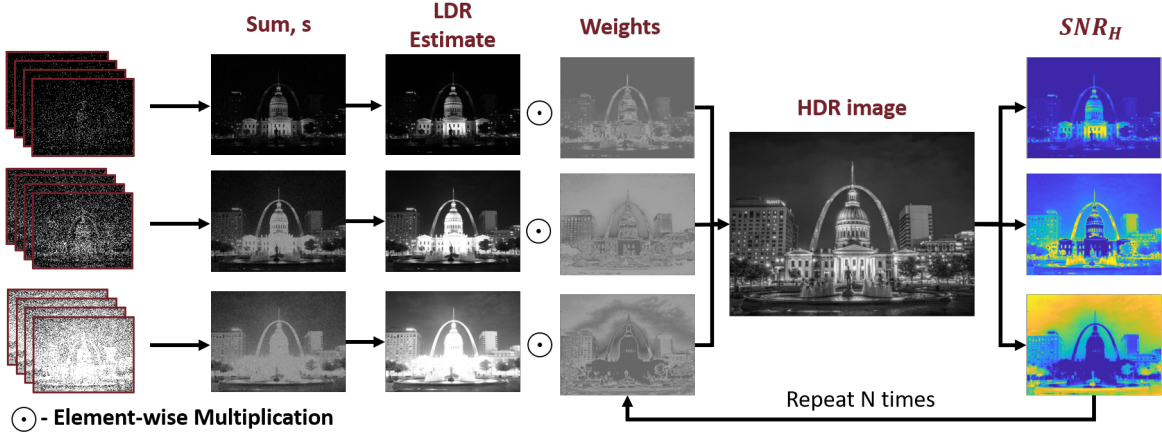 Sum, s
LDR
Estimate
Weights
HDR image
SNR_H
Repeat N times
⊙ - Element-wise Multiplication